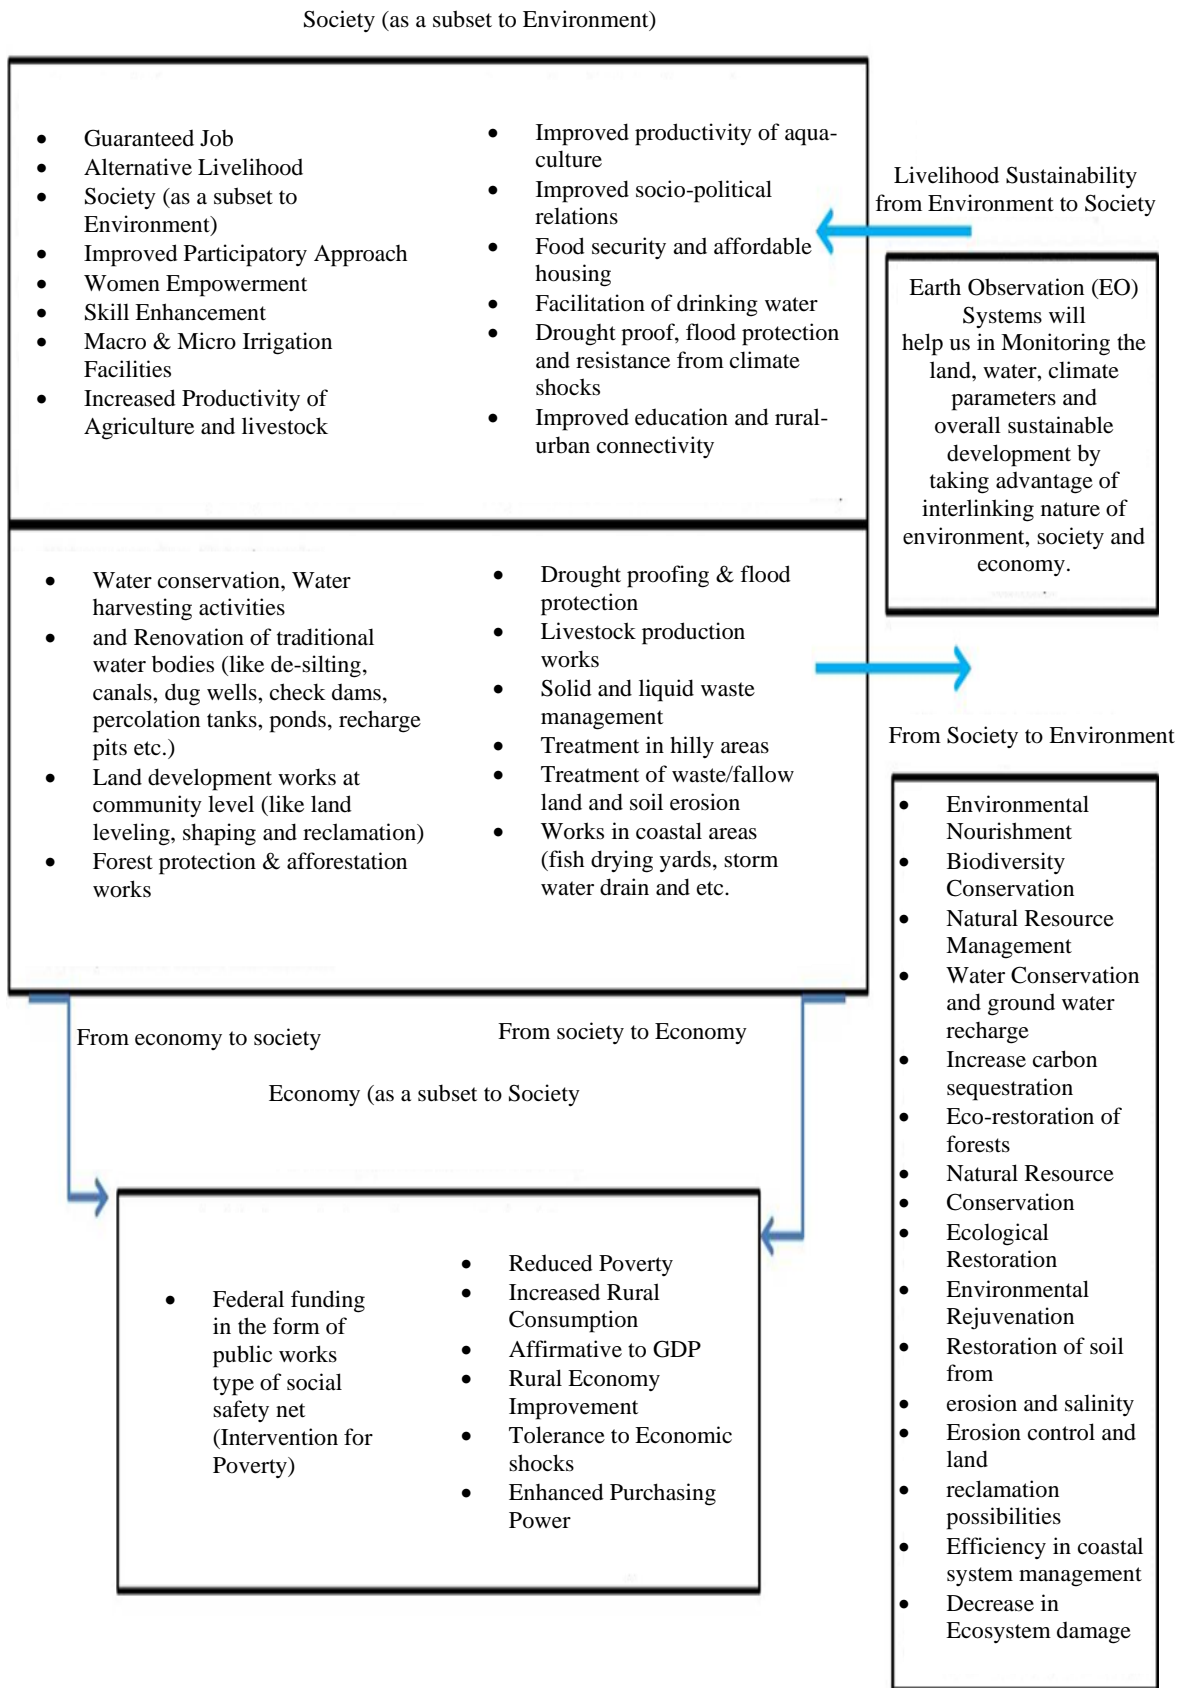 Society (as a subset to Environment)
• Guaranteed Job
• Alternative Livelihood
• Society (as a subset to
Environment)
• Improved Participatory Approach
• Women Empowerment
• Skill Enhancement
• Macro & Micro Irrigation
Facilities
• Increased Productivity of
Agriculture and livestock
• Improved productivity of aqua-
culture
• Improved socio-political
relations
• Food security and affordable
housing
• Facilitation of drinking water
• Drought proof, flood protection
and resistance from climate
shocks
• Improved education and rural-
urban connectivity
Livelihood Sustainability
from Environment to Society
Earth Observation (EO)
Systems will
help us in Monitoring the
land, water, climate
parameters and
overall sustainable
development by
taking advantage of
interlinking nature of
environment, society and
economy.
• Water conservation, Water
harvesting activities
• and Renovation of traditional
water bodies (like de-silting,
canals, dug wells, check dams,
percolation tanks, ponds, recharge
pits etc.)
• Land development works at
community level (like land
leveling, shaping and reclamation)
• Forest protection & afforestation
works
• Drought proofing & flood
protection
• Livestock production
works
• Solid and liquid waste
management
• Treatment in hilly areas
• Treatment of waste/fallow
land and soil erosion
• Works in coastal areas
(fish drying yards, storm
water drain and etc.
From Society to Environment
• Environmental
Nourishment
• Biodiversity
Conservation
• Natural Resource
Management
• Water Conservation
and ground water
recharge
• Increase carbon
sequestration
• Eco-restoration of
forests
• Natural Resource
• Conservation
• Ecological
Restoration
• Environmental
Rejuvenation
• Restoration of soil
from
• erosion and salinity
• Erosion control and
land
• reclamation
possibilities
• Efficiency in coastal
system management
• Decrease in
Ecosystem damage
From economy to society
From society to Economy
Economy (as a subset to Society
• Federal funding
in the form of
public works
type of social
safety net
(Intervention for
Poverty)
• Reduced Poverty
• Increased Rural
Consumption
• Affirmative to GDP
• Rural Economy
Improvement
• Tolerance to Economic
shocks
• Enhanced Purchasing
Power